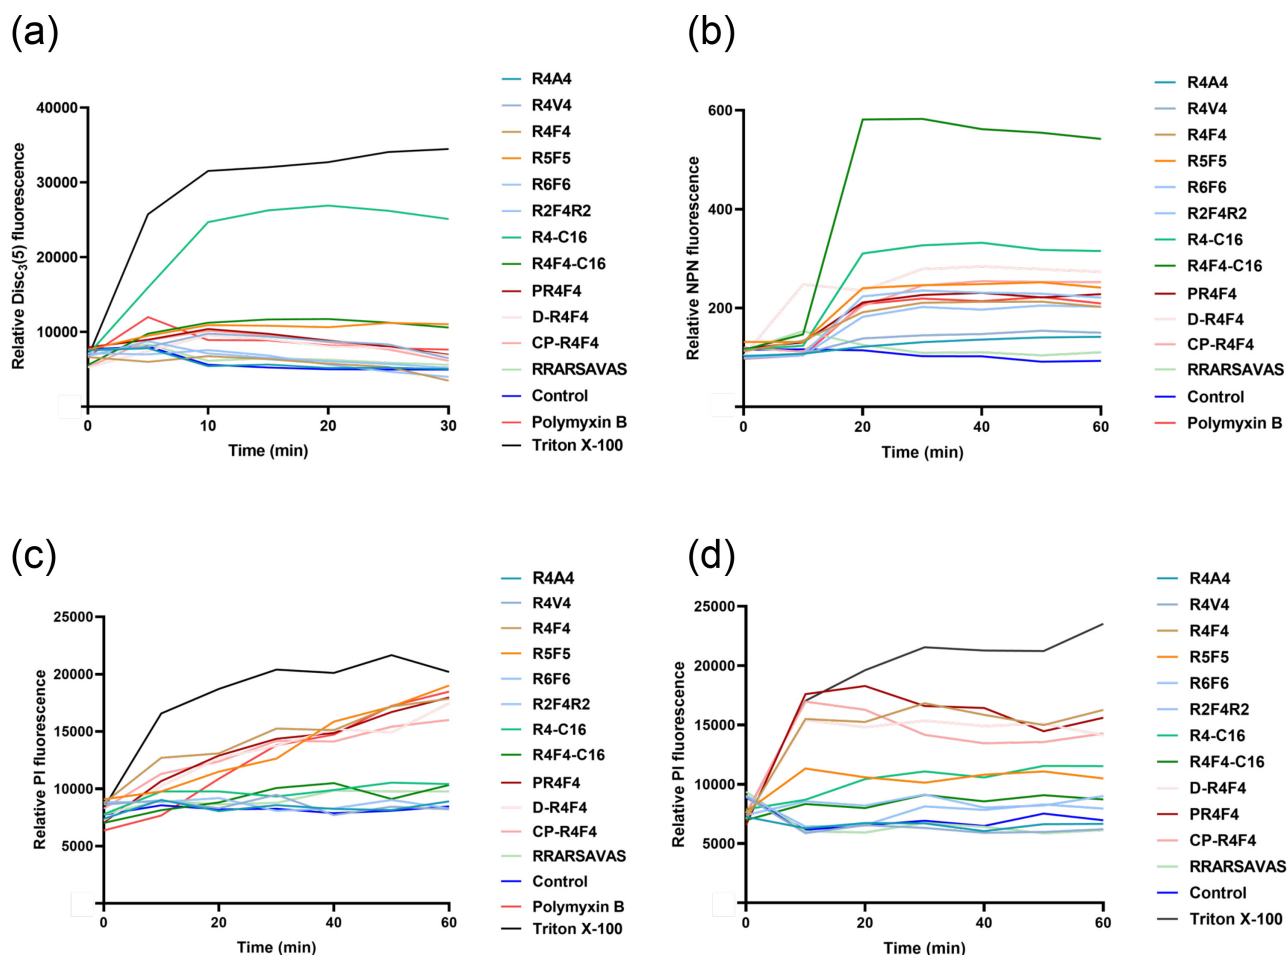 (a)
Relative Disc3(5) fluorescence
40000
30000
20000
10000
0
10
20
30
Time (min)
R4A4
R4V4
R4F4
R5F5
R6F6
R2F4R2
R4-C16
R4F4-C16
PR4F4
D-R4F4
CP-R4F4
RRARSAVAS
Control
Polymyxin B
Triton X-100
(b)
Relative NPN fluorescence
600
400
200
0
20
40
60
Time (min)
R4A4
R4V4
R4F4
R5F5
R6F6
R2F4R2
R4-C16
R4F4-C16
PR4F4
D-R4F4
CP-R4F4
RRARSAVAS
Control
Polymyxin B
(c)
Relative PI fluorescence
25000
20000
15000
10000
5000
0
20
40
60
Time (min)
R4A4
R4V4
R4F4
R5F5
R6F6
R2F4R2
R4-C16
R4F4-C16
PR4F4
D-R4F4
CP-R4F4
RRARSAVAS
Control
Polymyxin B
Triton X-100
(d)
Relative PI fluorescence
25000
20000
15000
10000
5000
0
20
40
60
Time (min)
R4A4
R4V4
R4F4
R5F5
R6F6
R2F4R2
R4-C16
R4F4-C16
D-R4F4
PR4F4
CP-R4F4
RRARSAVAS
Control
Triton X-100